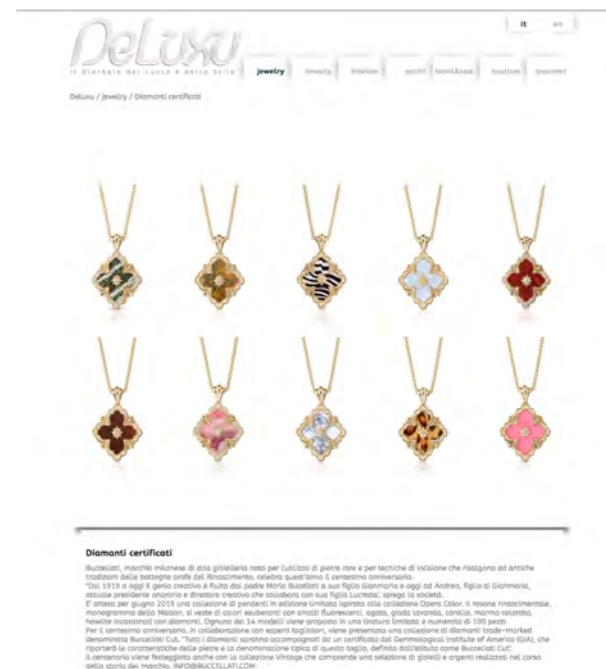 it en
DeLuxu
Il Giornale del Lusso e dello Stile
jewelry beauty fashion yacht hotel&spa tourism gourmet
DeLuxu / Jewelry / Diamanti certificati
Diamanti certificati
Buccellati, marchio milanese di alta gioielleria noto per l'utilizzo di pietre rare e per tecniche di incisione che risalgono ad antiche
tradizioni delle botteghe orafe del Rinascimento, celebra quest'anno il centesimo anniversario.
"Dal 1919 a oggi il genio creativo è fluito dal padre Mario Buccellati a suo figlio Gianmaria e oggi ad Andrea, figlio di Gianmaria,
attuale presidente onorario e direttore creativo che collabora con sua figlia Lucrezia', spiega la società.
E' attesa per giugno 2019 una collezione di pendenti in edizione limitata ispirata alla collezione Opera Color. Il rosone rinascimentale,
monogramma della Maison, si veste di colori esuberanti con smalti fluorescenti, agata, giada lavanda, corallo, marmo colorato,
howlite incastonati con diamanti. Ognuno dei 14 modelli viene proposto in una tiratura limitata e numerata di 100 pezzi.
Per il centesimo anniversario, in collaborazione con esperti tagliatori, viene presentata una collezione di diamanti trade-marked
denominata Buccellati Cut. "Tutti i diamanti saranno accompagnati da un certificato del Gemmological Institute of America (GIA), che
riporterà le caratteristiche delle pietre e la denominazione tipica di questo taglio, definito dall'istituto come Buccellati Cut".
Il centenario viene festeggiato anche con la collezione Vintage che comprende una selezione di gioielli e argenti realizzati nel corso
della storia del marchio. INFO@BUCCELLATI.COM